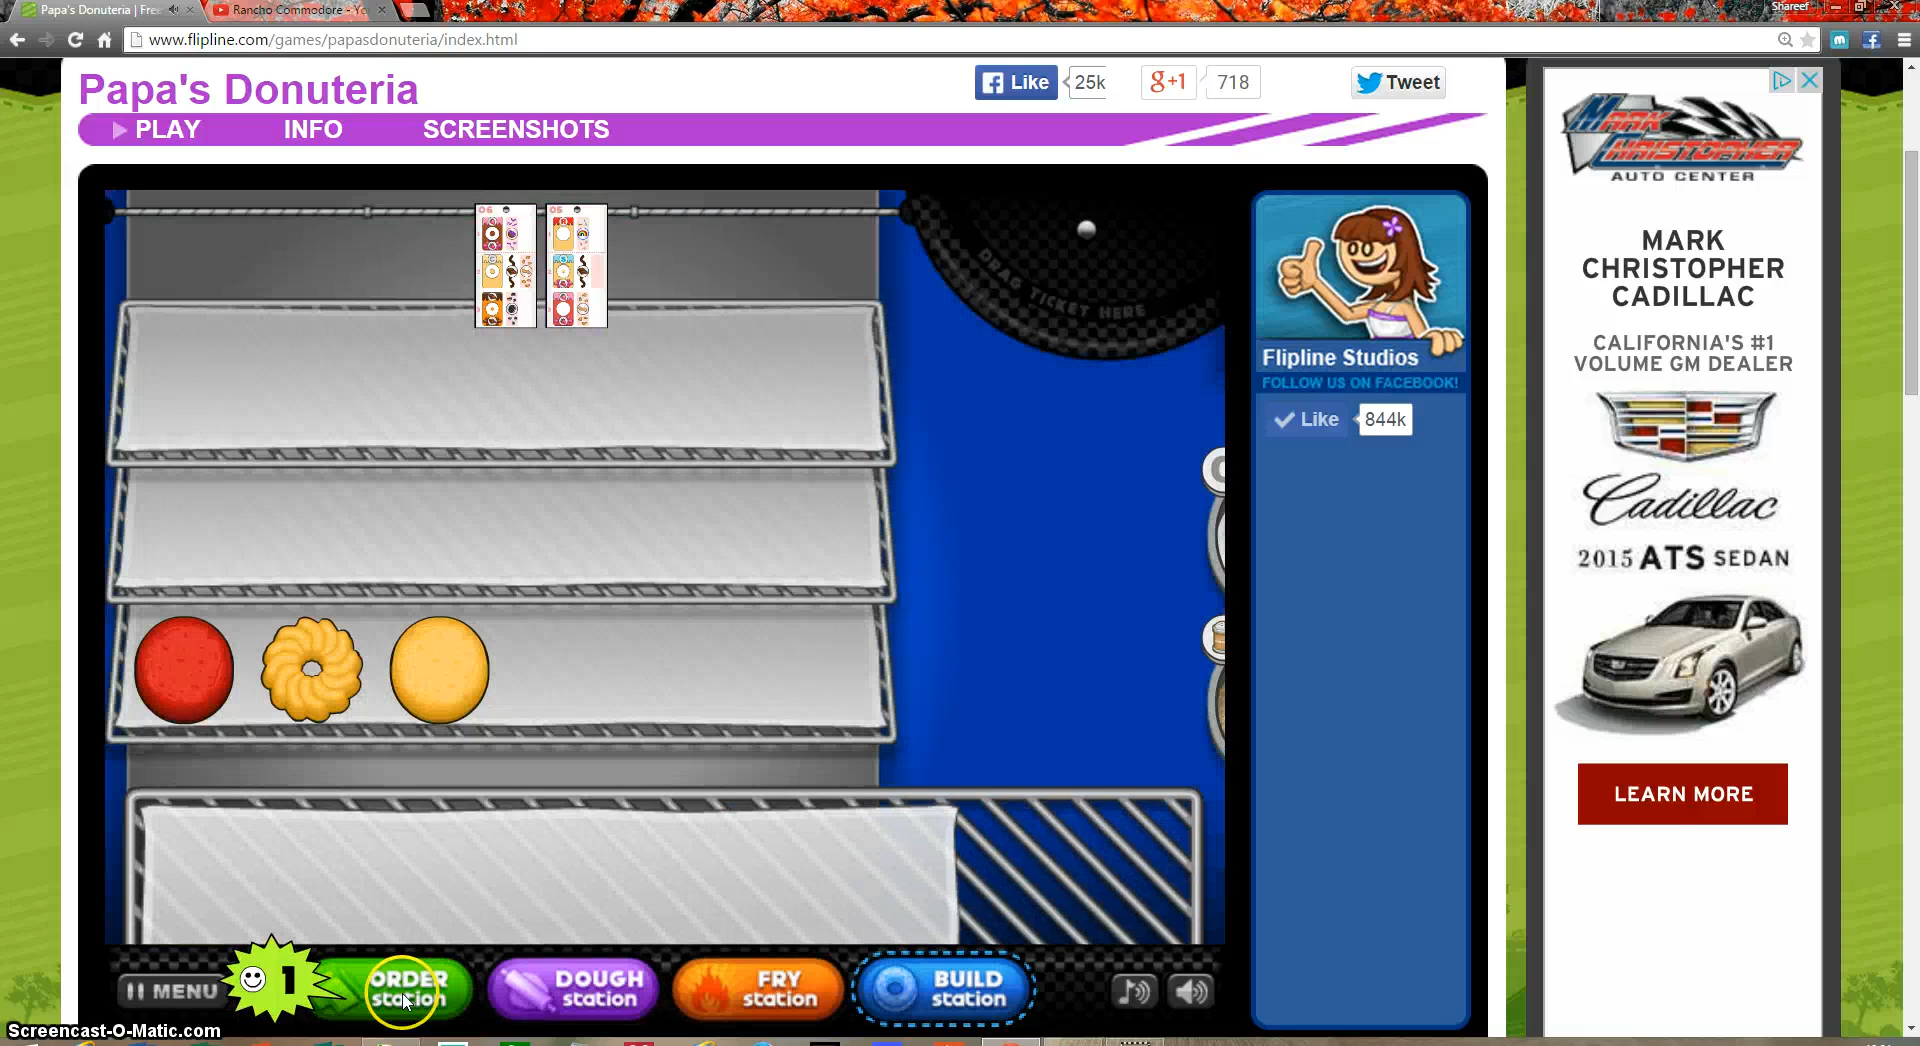 Papa's Donuteria | Fre
Rancho Commodore - Yo
Shareef
www.flipline.com/games/papasdonuteria/index.html
Papa's Donuteria
Like 25k
g+1 718
Tweet
PLAY INFO SCREENSHOTS
06 05
DRAG TICKET HERE
Flipline Studios
FOLLOW US ON FACEBOOK!
Like 844k
MARK CHRISTOPHER
AUTO CENTER
MARK
CHRISTOPHER
CADILLAC
CALIFORNIA'S #1
VOLUME GM DEALER
Cadillac
2015 ATS SEDAN
LEARN MORE
MENU
1
ORDER
station
DOUGH
station
FRY
station
BUILD
station
Screencast-O-Matic.com